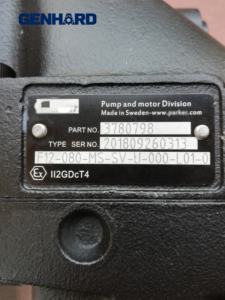 GENHARD
Pump and motor Division
Made in Sweden-www.parker.com
PART NO. 3780798
TYPE SER NO. 201809260313
F12-080-MS-SV-U-000-L01-0
Ex II2GDcT4